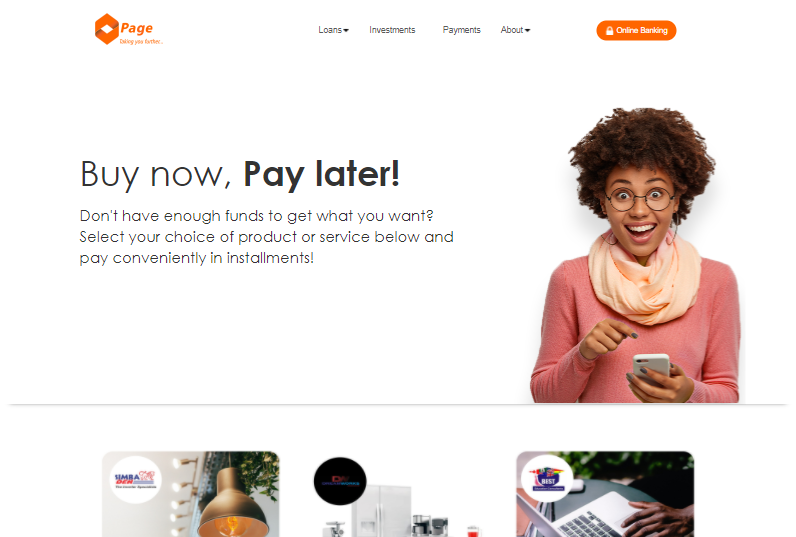 Page
Taking you further..
Loans
Investments
Payments
About
Online Banking
Buy now, Pay later!
Don't have enough funds to get what you want?
Select your choice of product or service below and
pay conveniently in installments!
SIMBA
DEN
BEST